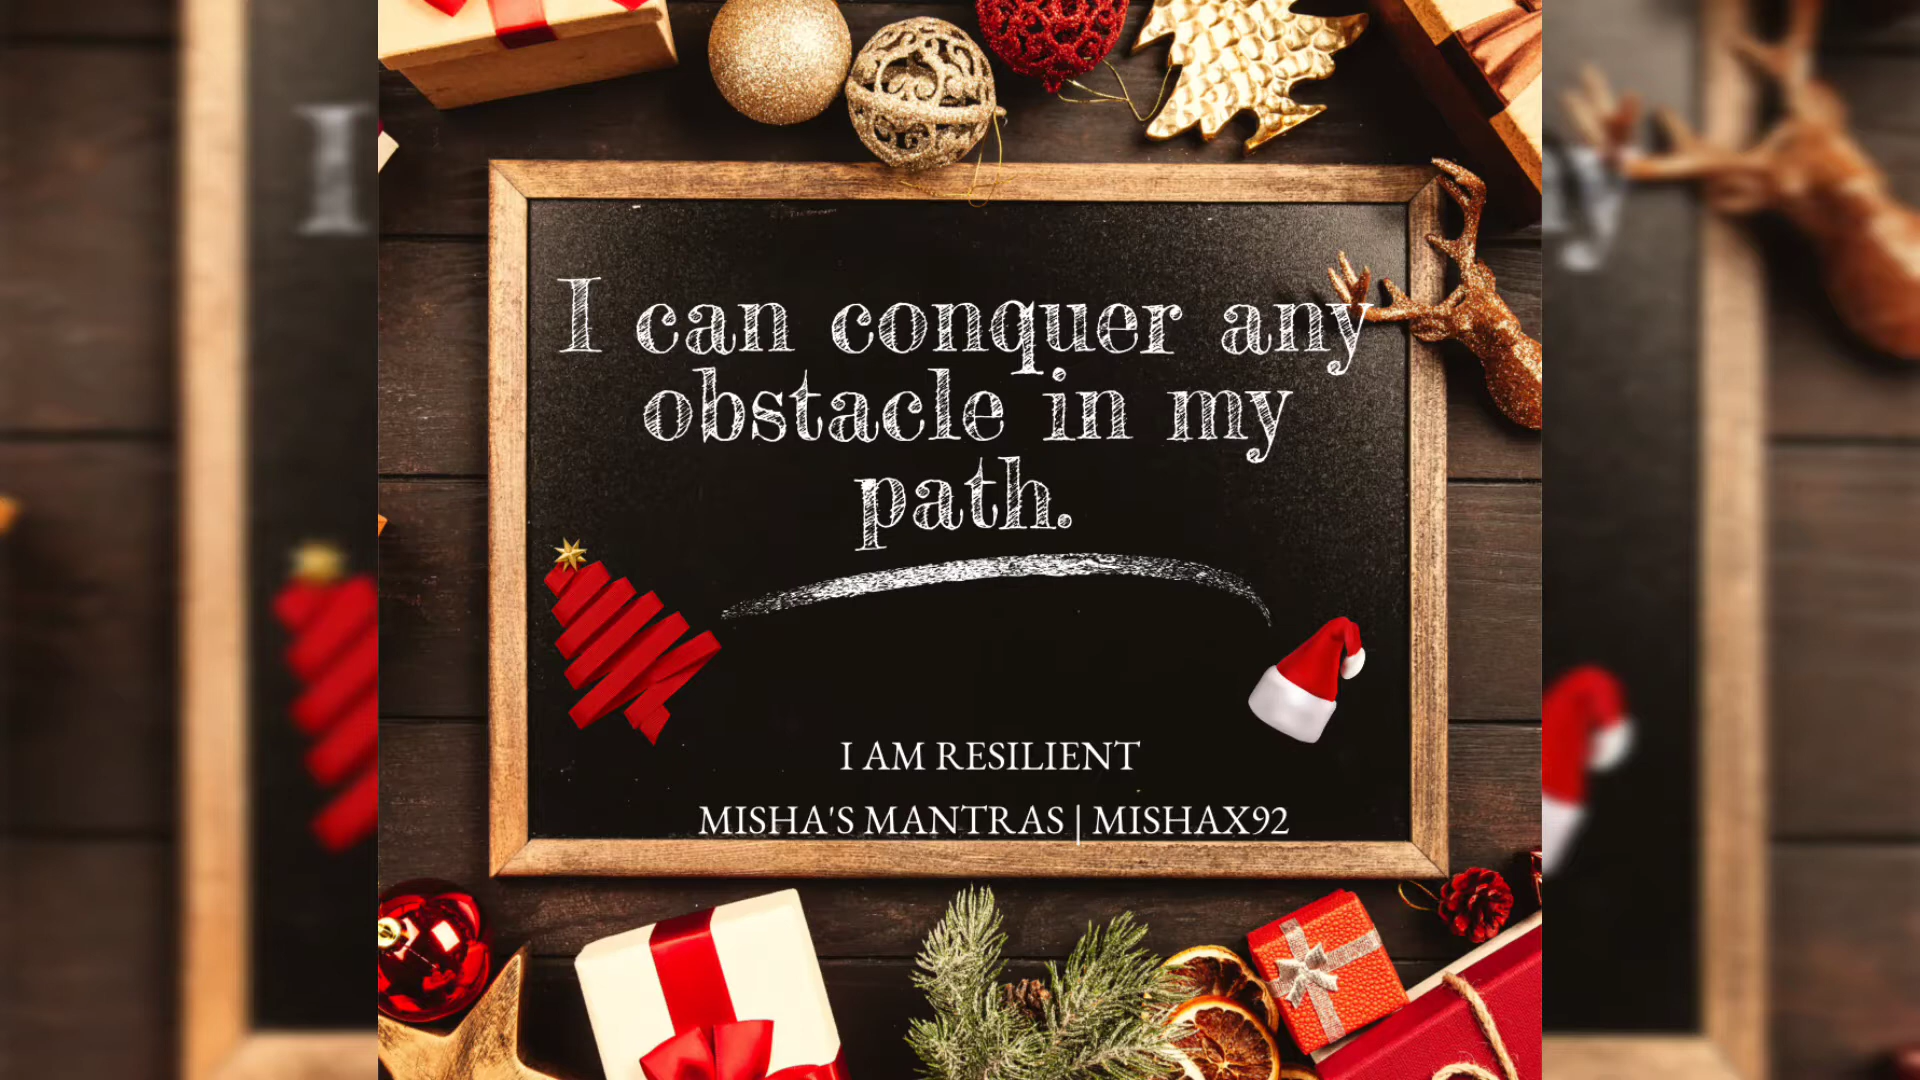 I can conquer any
obstacle in my
path.
I AM RESILIENT
MISHA'S MANTRAS | MISHAX92